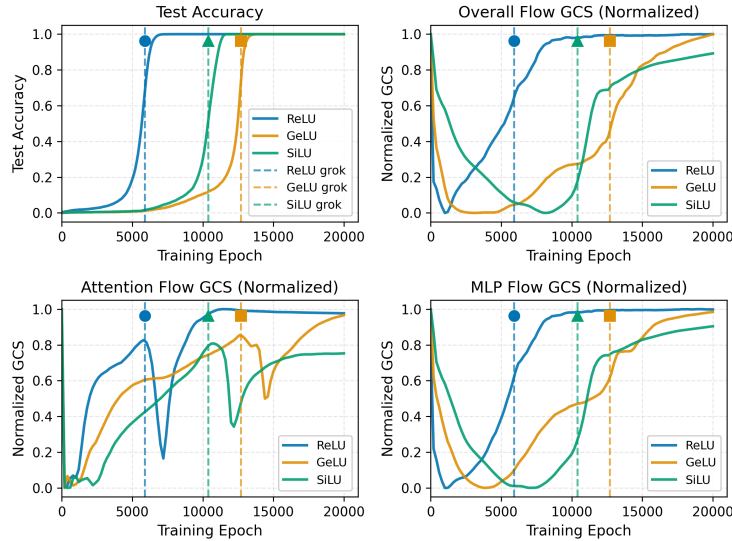 Test Accuracy
Test Accuracy
1.0
0.8
0.6
0.4
0.2
0.0
0
5000
10000
15000
20000
Training Epoch
ReLU
GeLU
SiLU
ReLU grok
GeLU grok
SiLU grok
Overall Flow GCS (Normalized)
Normalized GCS
1.0
0.8
0.6
0.4
0.2
0.0
0
5000
10000
15000
20000
Training Epoch
ReLU
GeLU
SiLU
Attention Flow GCS (Normalized)
Normalized GCS
1.0
0.8
0.6
0.4
0.2
0.0
0
5000
10000
15000
20000
Training Epoch
ReLU
GeLU
SiLU
MLP Flow GCS (Normalized)
Normalized GCS
1.0
0.8
0.6
0.4
0.2
0.0
0
5000
10000
15000
20000
Training Epoch
ReLU
GeLU
SiLU